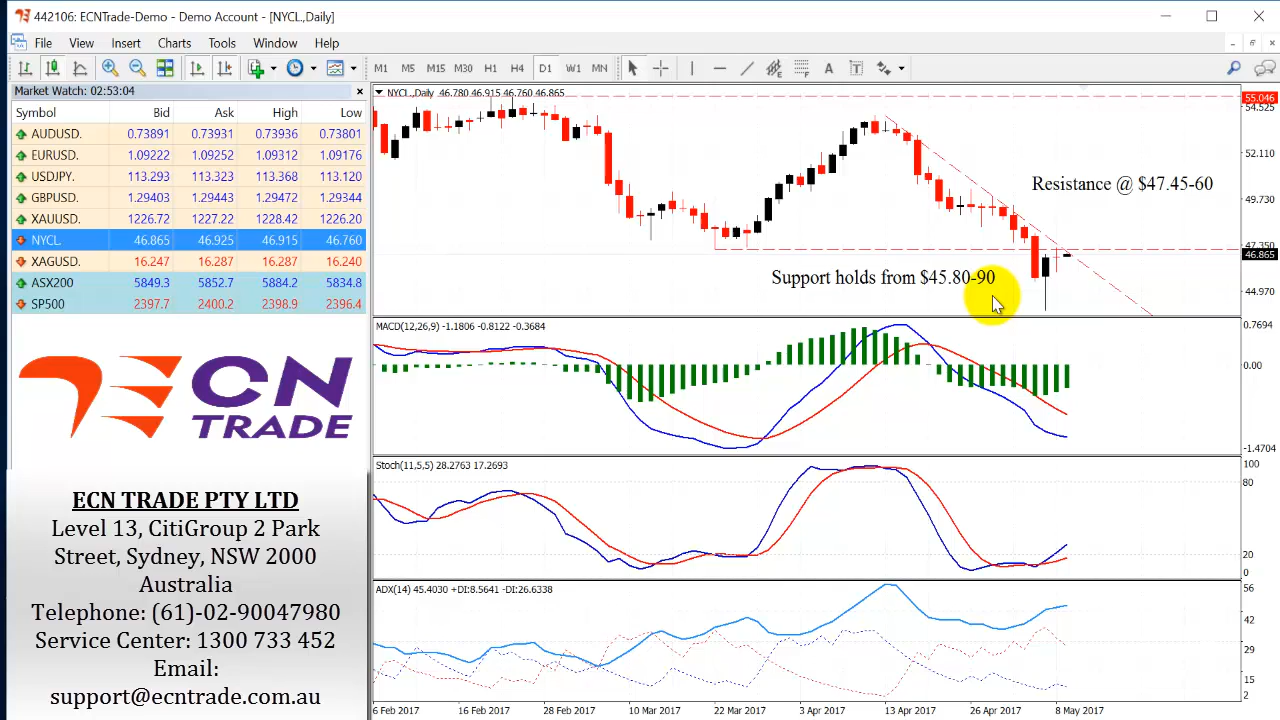 442106: ECNTrade-Demo - Demo Account - [NYCL.,Daily]
File View Insert Charts Tools Window Help
M1 M5 M15 M30 H1 H4 D1 W1 MN
Market Watch: 02:53:04
Symbol Bid Ask High Low
AUDUSD. 0.73891 0.73931 0.73936 0.73801
EURUSD. 1.09222 1.09252 1.09312 1.09176
USDJPY. 113.293 113.323 113.368 113.120
GBPUSD. 1.29403 1.29443 1.29448 1.29344
XAUUSD. 1226.72 1227.22 1228.42 1226.20
NYCL. 46.865 46.925 46.915 46.760
XAGUSD. 16.247 16.287 16.287 16.240
ASX200 5849.3 5852.7 5884.2 5834.8
SP500 2397.7 2400.2 2398.9 2396.4
ECN
TRADE
ECN TRADE PTY LTD
Level 13, CitiGroup 2 Park
Street, Sydney, NSW 2000
Australia
Telephone: (61)-02-90047980
Service Center: 1300 733 452
Email:
support@ecntrade.com.au
NYCL.,Daily 46.780 46.915 46.760 46.865
Resistance @ $47.45-60
Support holds from $45.80-90
55.046
54.525
52.110
49.730
47.350
46.865
44.970
MACD(12,26,9) -1.1806 -0.8122 -0.3684
0.7694
0.00
-1.4704
Stoch(11,5,5) 28.2763 17.2693
100
80
20
0
ADX(14) 45.4030 +DI:8.5641 -DI:26.6338
56
42
29
15
2
6 Feb 2017 16 Feb 2017 28 Feb 2017 10 Mar 2017 22 Mar 2017 3 Apr 2017 13 Apr 2017 26 Apr 2017 8 May 2017